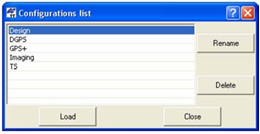 Configurations list
Design
DGPS
GPS+
Imaging
TS
Rename
Delete
Load
Close